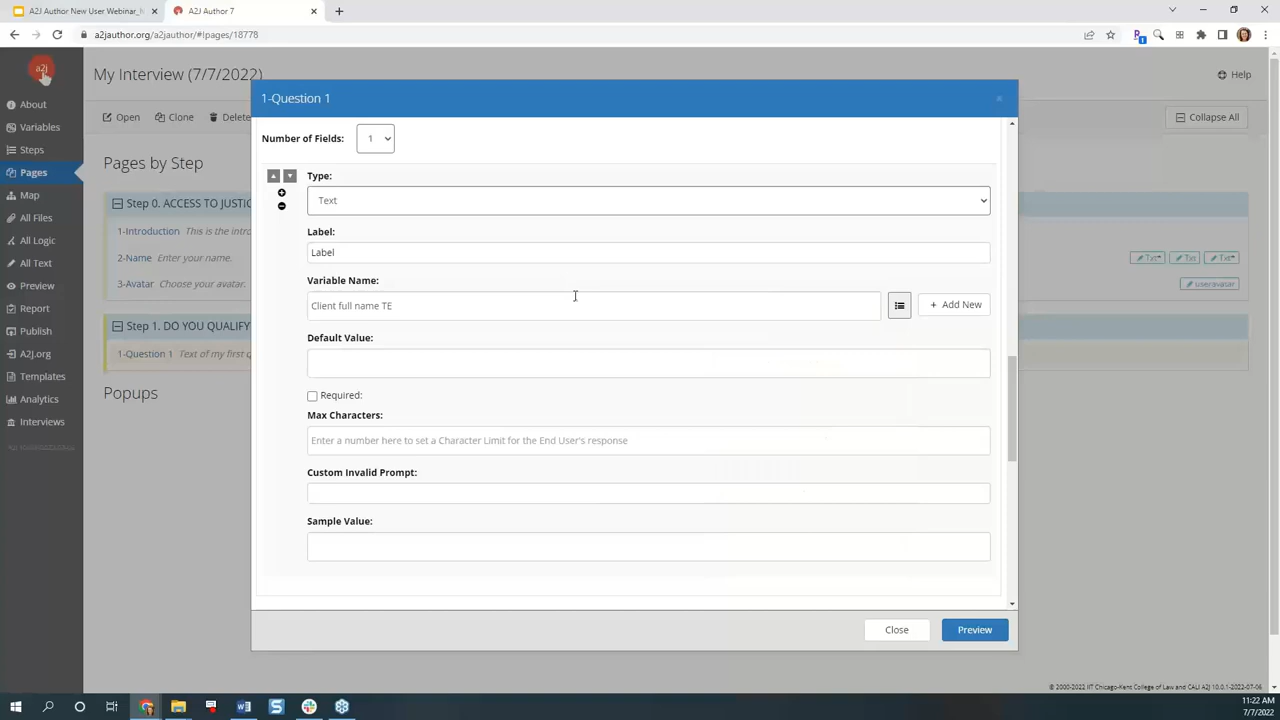 A2J Author New User Webinar_N
A2J Author 7
a2jauthor.org/a2jauthor/#!pages/18778
a2j
My Interview (7/7/2022)
Help
About
Variables
Steps
Pages
Map
All Files
All Logic
All Text
Preview
Report
Publish
A2J.org
Templates
Analytics
Interviews
Open
Clone
Delete
Collapse All
Pages by Step
Step 0. ACCESS TO JUSTIC
1-Introduction This is the intro
2-Name Enter your name.
3-Avatar Choose your avatar.
Step 1. DO YOU QUALIFY
1-Question 1 Text of my first q
Popups
1-Question 1
×
Number of Fields:
1
Type:
Text
Label:
Label
Variable Name:
Client full name TE
+ Add New
Default Value:
Required:
Max Characters:
Enter a number here to set a Character Limit for the End User's response
Custom Invalid Prompt:
Sample Value:
Close
Preview
© 2000-2022 IIT Chicago-Kent College of Law and CALI A2J 10.0.1-2022-07-06
11:22 AM
7/7/2022